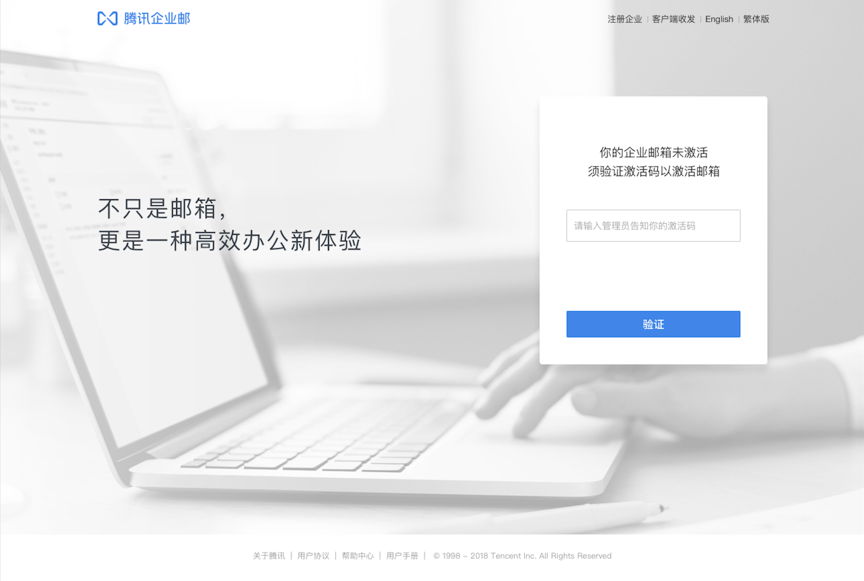 腾讯企业邮
注册企业 | 客户端收发 | English | 繁体版
你的企业邮箱未激活
须验证激活码以激活邮箱
不只是邮箱，
更是一种高效办公新体验
请输入管理员告知你的激活码
验证
关于腾讯 | 用户协议 | 帮助中心 | 用户手册 | © 1998 - 2018 Tencent Inc. All Rights Reserved